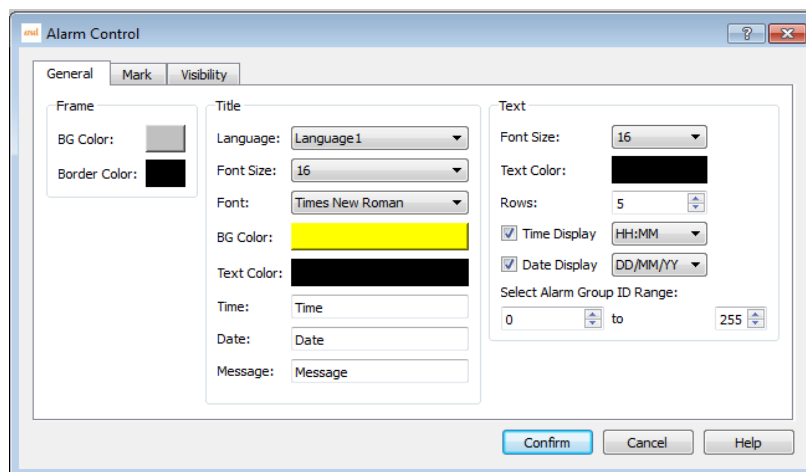 Alarm Control
General Mark Visibility
Frame
BG Color:
Border Color:
Title
Language: Language1
Font Size: 16
Font: Times New Roman
BG Color:
Text Color:
Time: Time
Date: Date
Message: Message
Text
Font Size: 16
Text Color:
Rows: 5
Time Display HH:MM
Date Display DD/MM/YY
Select Alarm Group ID Range:
0 to 255
Confirm Cancel Help